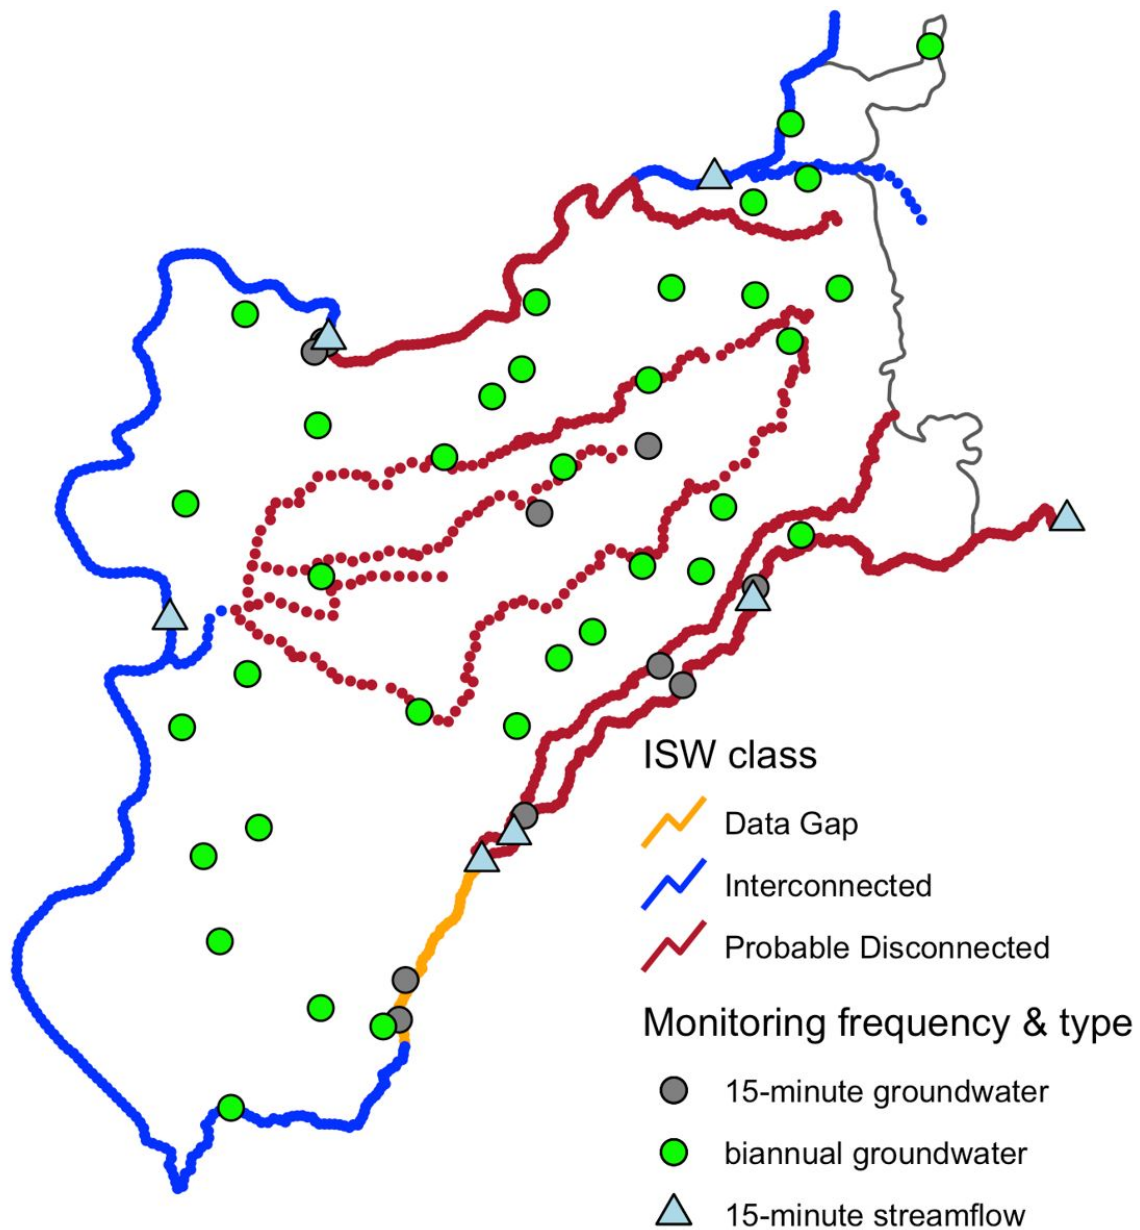 ISW class
Data Gap
Interconnected
Probable Disconnected
Monitoring frequency & type
15-minute groundwater
biannual groundwater
15-minute streamflow